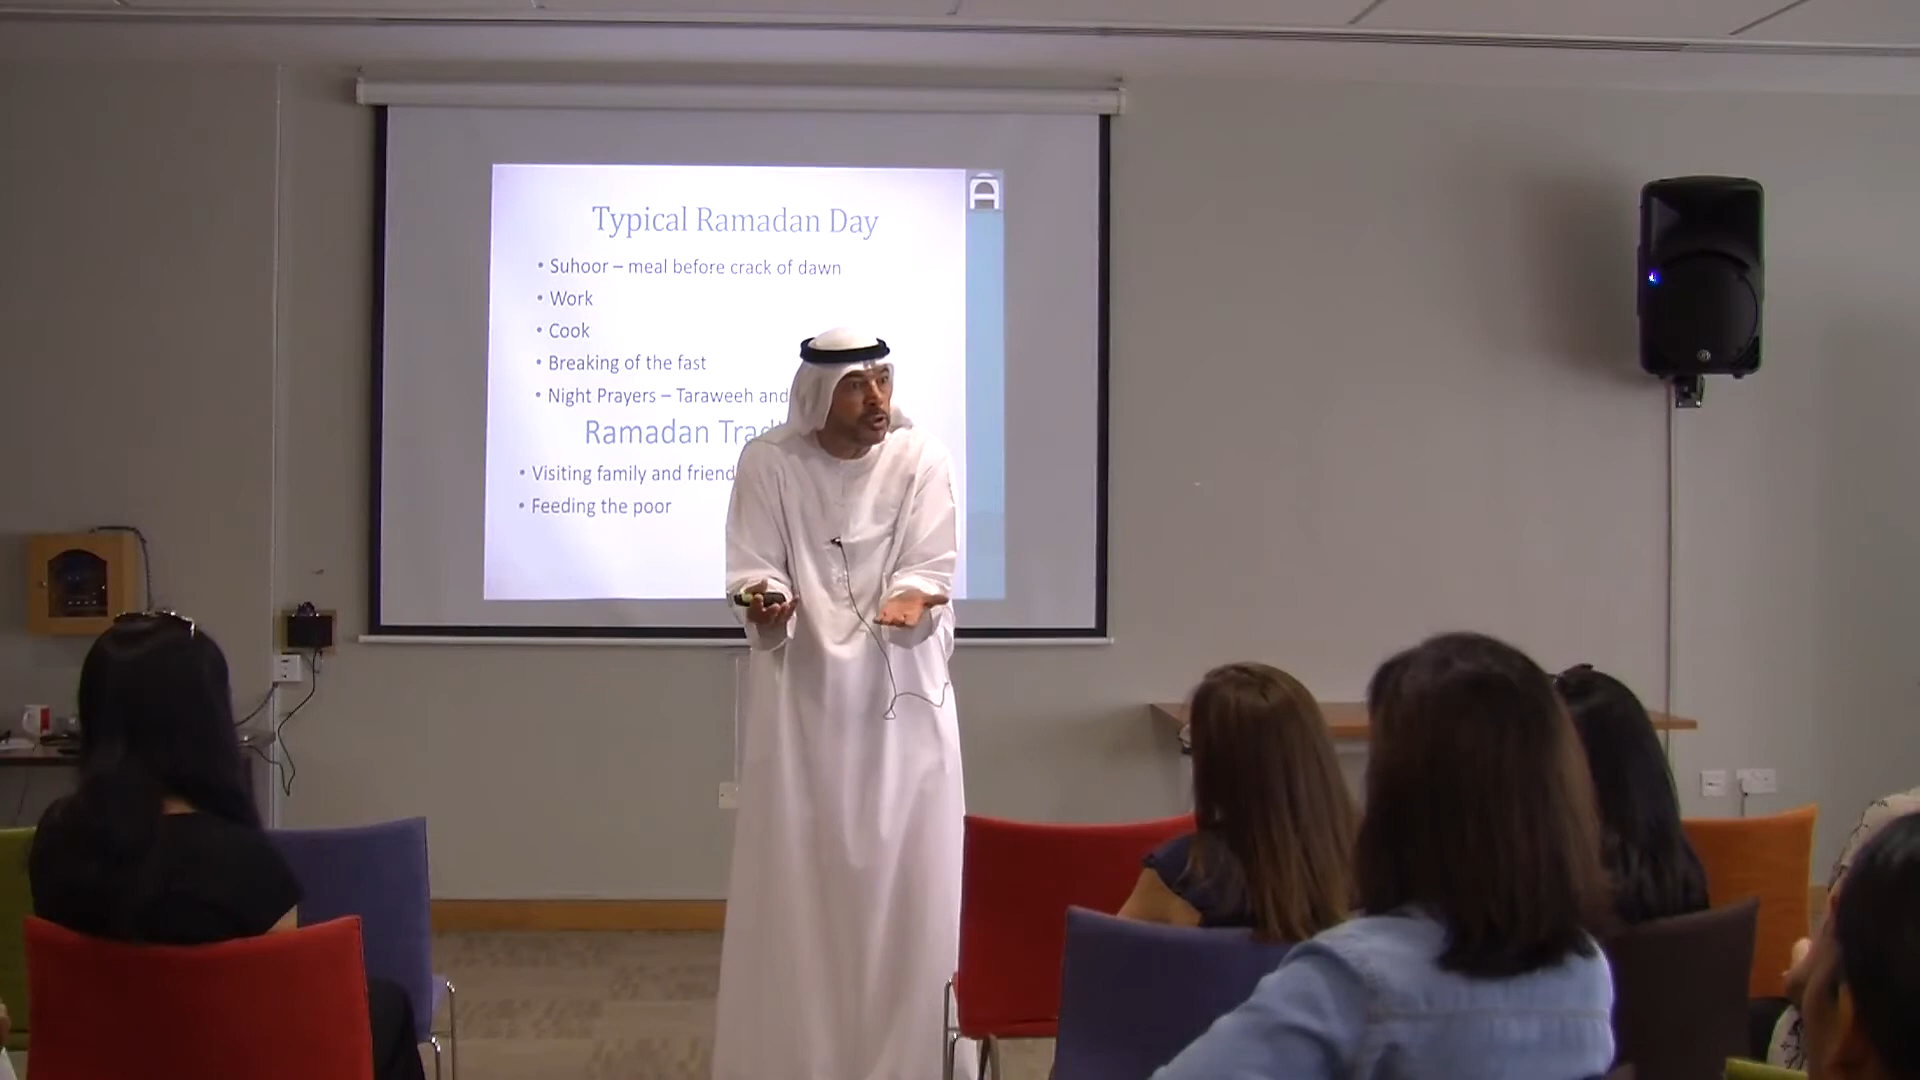 Typical Ramadan Day
• Suhoor – meal before crack of dawn
• Work
• Cook
• Breaking of the fast
• Night Prayers – Taraweeh and
Ramadan
• Visiting family and
• Feeding the poor